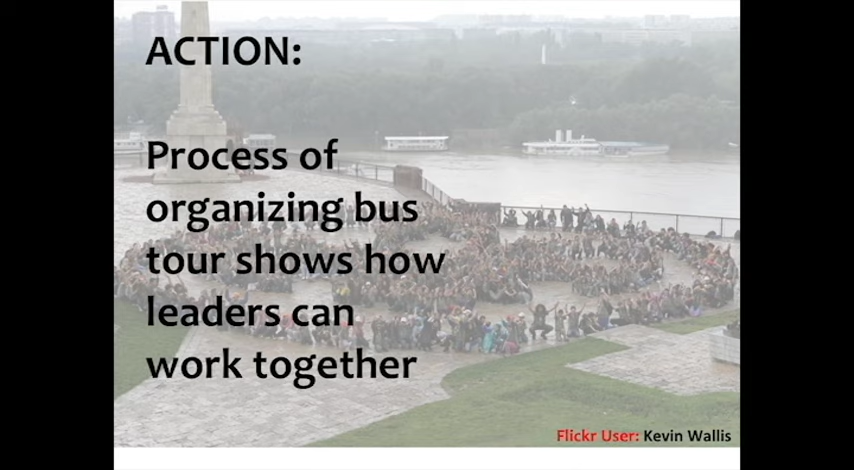 ACTION:
Process of
organizing bus
tour shows how
leaders can
work together
Flickr User: Kevin Wallis